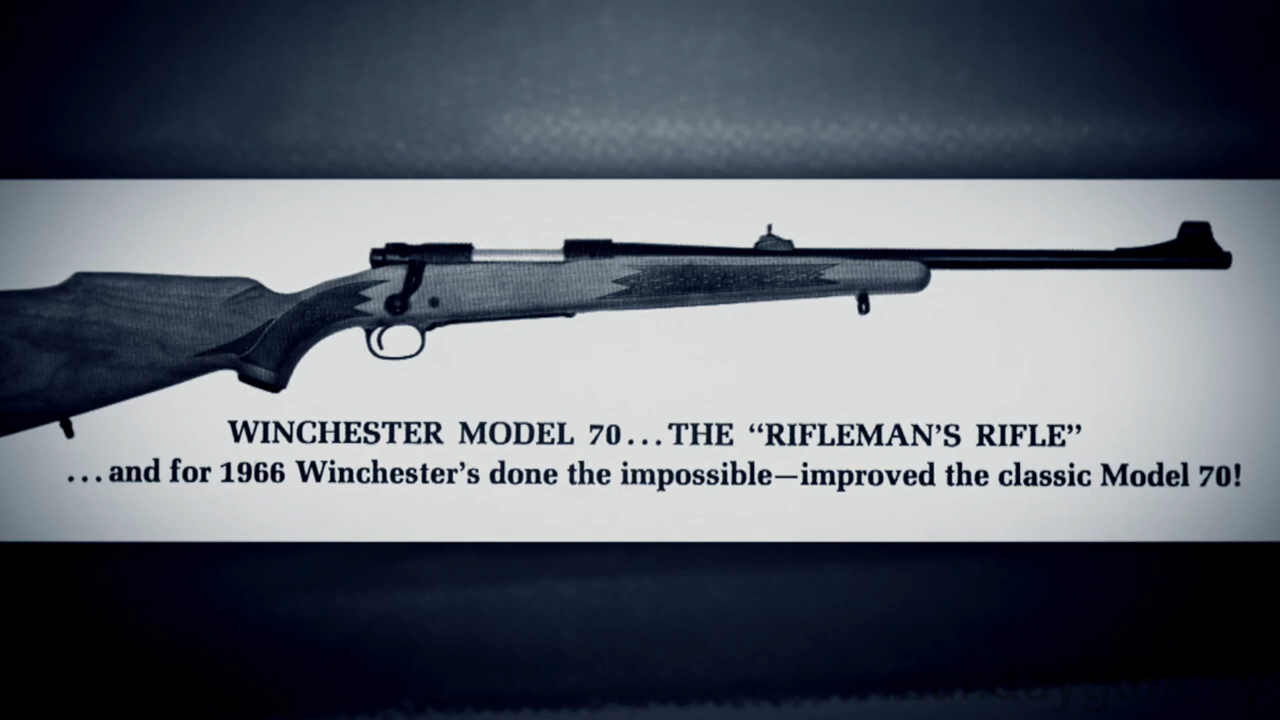 WINCHESTER MODEL 70...THE “RIFLEMAN’S RIFLE”
...and for 1966 Winchester’s done the impossible—improved the classic Model 70!